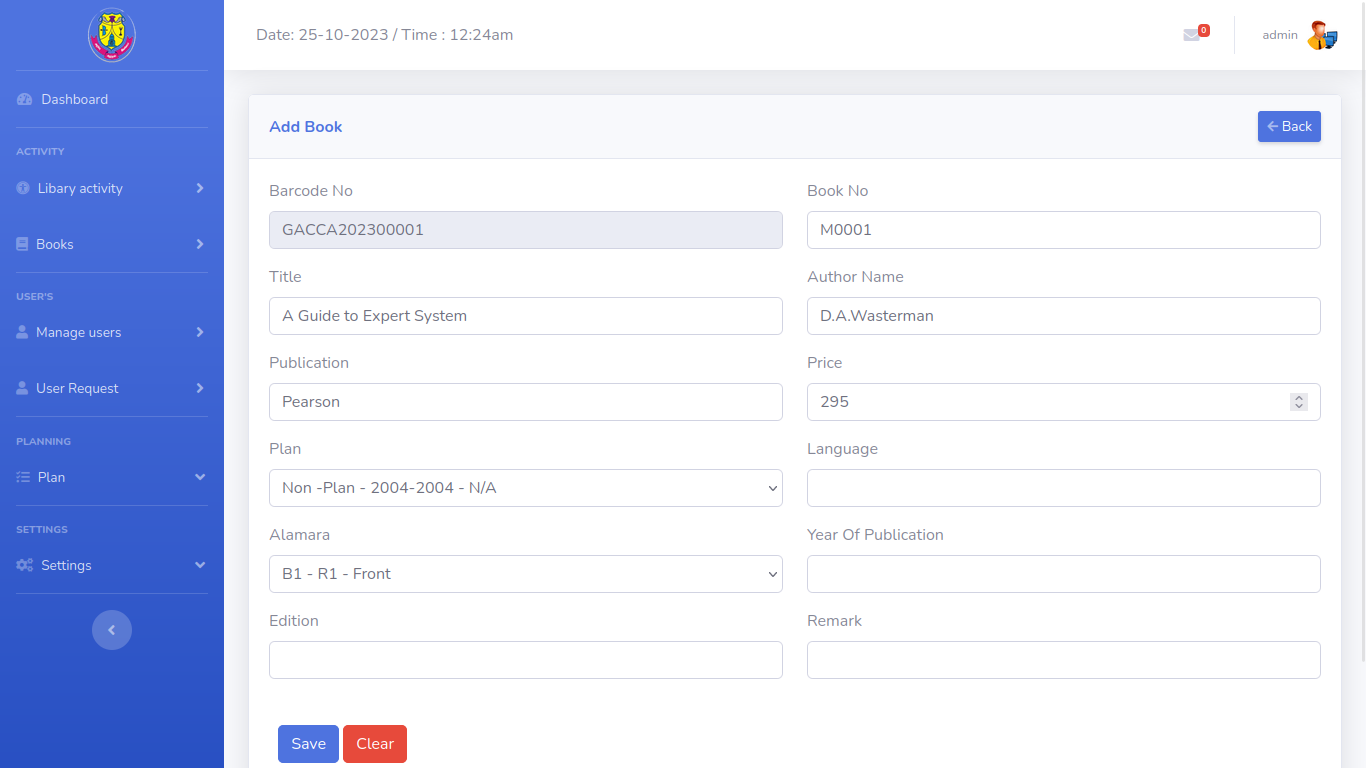 Date: 25-10-2023 / Time : 12:24am
0
admin
Dashboard
ACTIVITY
Libary activity
Books
USER'S
Manage users
User Request
PLANNING
Plan
SETTINGS
Settings
Add Book
Back
Barcode No
Book No
GACCA202300001
M0001
Title
Author Name
A Guide to Expert System
D.A.Wasterman
Publication
Price
Pearson
295
Plan
Language
Non -Plan - 2004-2004 - N/A
Alamara
Year Of Publication
B1 - R1 - Front
Edition
Remark
Save
Clear